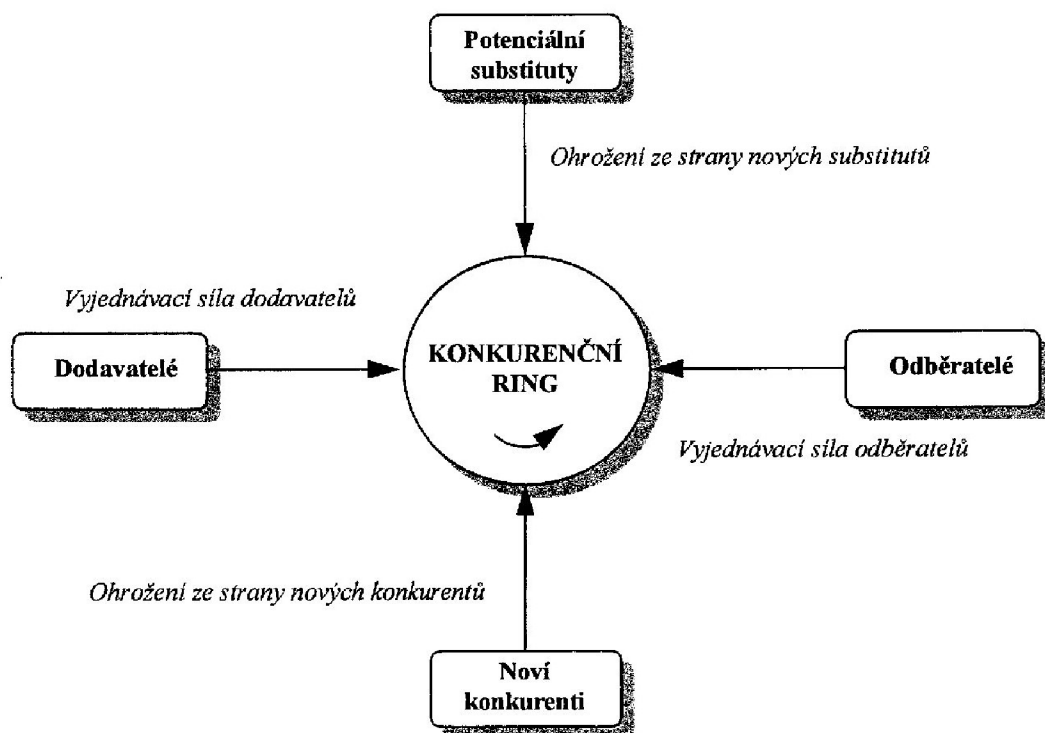 Potenciální
substituty
Ohrožení ze strany nových substitutů
Vyjednávací síla dodavatelů
Dodavatelé
KONKURENČNÍ
RING
Odběratelé
Vyjednávací síla odběratelů
Ohrožení ze strany nových konkurentů
Noví
konkurenti